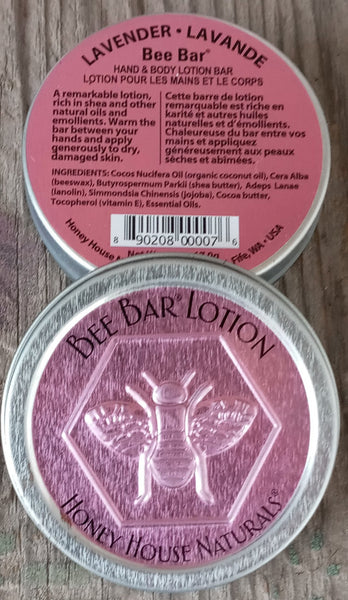 LAVENDER • LAVANDE
Bee Bar®
HAND & BODY LOTION BAR
LOTION POUR LES MAINS ET LE CORPS
A remarkable lotion,
rich in shea and other
natural oils and
emollients. Warm the
bar between your
hands and apply
generously to dry,
damaged skin.
Cette barre de lotion
remarquable est riche en
karité et autres huiles
naturelles et d'émollients.
Chaleureuse du bar entre vos
mains et appliquez
généreusement aux peaux
sèches et abîmées.
INGREDIENTS: Cocos Nucifera Oil (organic coconut oil), Cera Alba
(beeswax), Butyrospermum Parkii (shea butter), Adeps Lanae
(lanolin), Simmondsia Chinensis (jojoba), Cocoa butter,
Tocopherol (vitamin E), Essential Oils.
8 90208 00007 6
Honey House
Fife, WA • USA
BEE BAR® LOTION
HONEY HOUSE NATURALS®